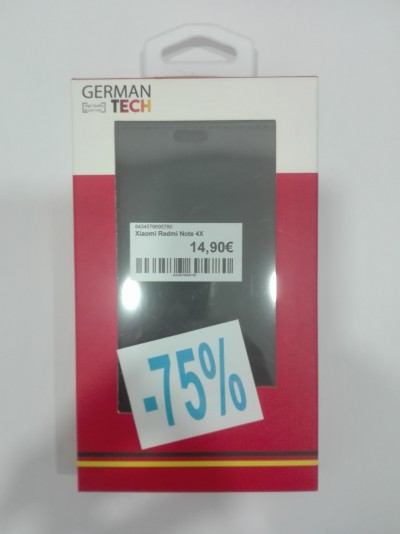 GERMAN
TECH
Xiaomi Redmi Note 4X
14,90€
-75%